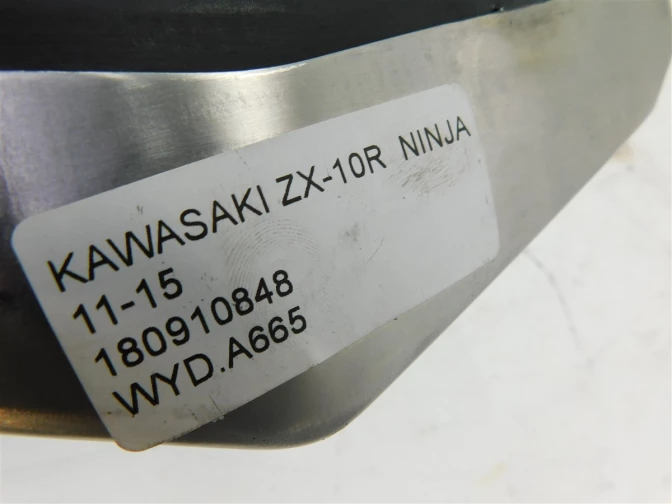 KAWASAKI ZX-10R NINJA
11-15
180910848
WYD.A665